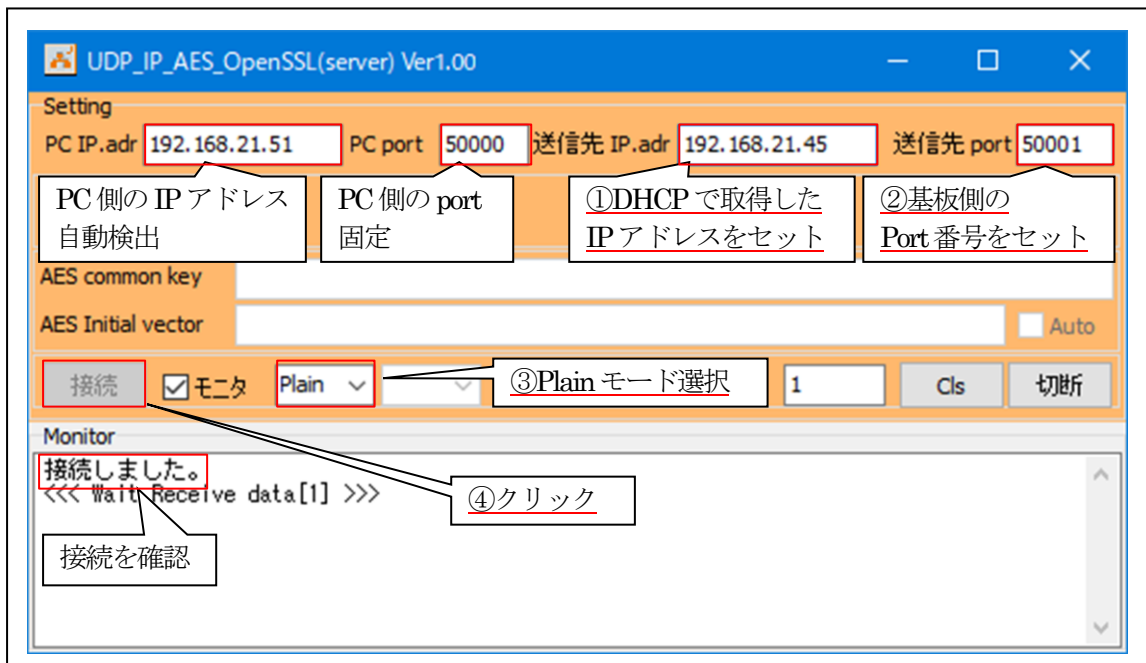 UDP_IP_AES_OpenSSL(server) Ver1.00
Setting
PC IP.adr 192.168.21.51 PC port 50000 送信先 IP.adr 192.168.21.45 送信先 port 50001
PC 側の IP アドレス
自動検出
PC 側の port
固定
①DHCP で取得した
IP アドレスをセット
②基板側の
Port 番号をセット
AES common key
AES Initial vector Auto
接続 モニタ Plain ③Plain モード選択 1 Cls 切断
Monitor
接続しました。
<<< Wait Receive data[1] >>>
④クリック
接続を確認